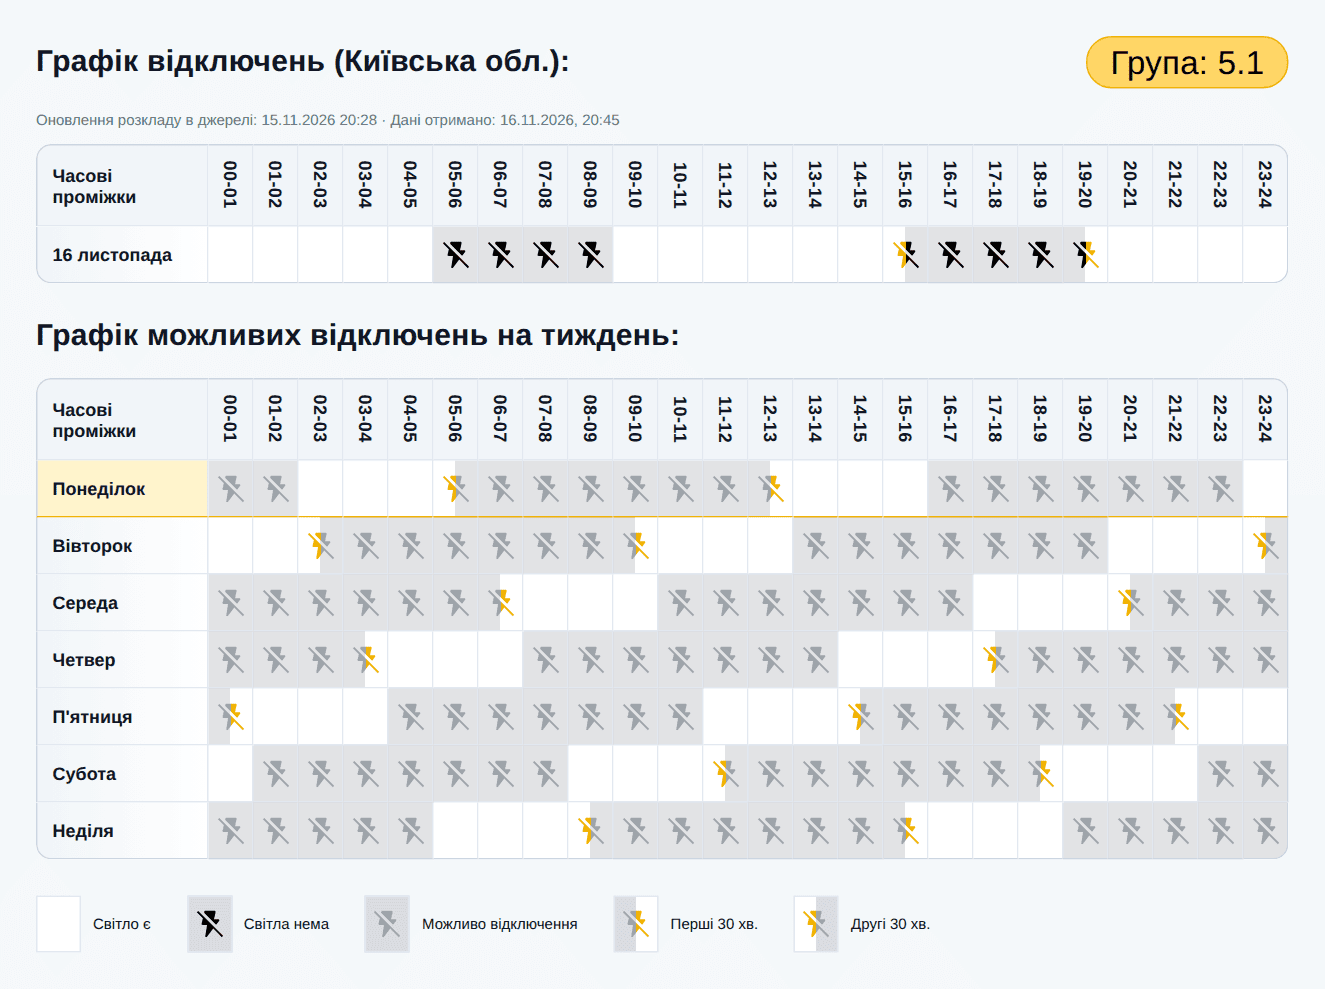 Графік відключень (Київська обл.):
Група: 5.1
Оновлення розкладу в джерелі: 15.11.2026 20:28 · Дані отримано: 16.11.2026, 20:45
Часові проміжки 00-01 01-02 02-03 03-04 04-05 05-06 06-07 07-08 08-09 09-10 10-11 11-12 12-13 13-14 14-15 15-16 16-17 17-18 18-19 19-20 20-21 21-22 22-23 23-24
16 листопада
Графік можливих відключень на тиждень:
Часові проміжки 00-01 01-02 02-03 03-04 04-05 05-06 06-07 07-08 08-09 09-10 10-11 11-12 12-13 13-14 14-15 15-16 16-17 17-18 18-19 19-20 20-21 21-22 22-23 23-24
Понеділок
Вівторок
Середа
Четвер
П'ятниця
Субота
Неділя
Світло є Світла нема Можливо відключення Перші 30 хв. Другі 30 хв.